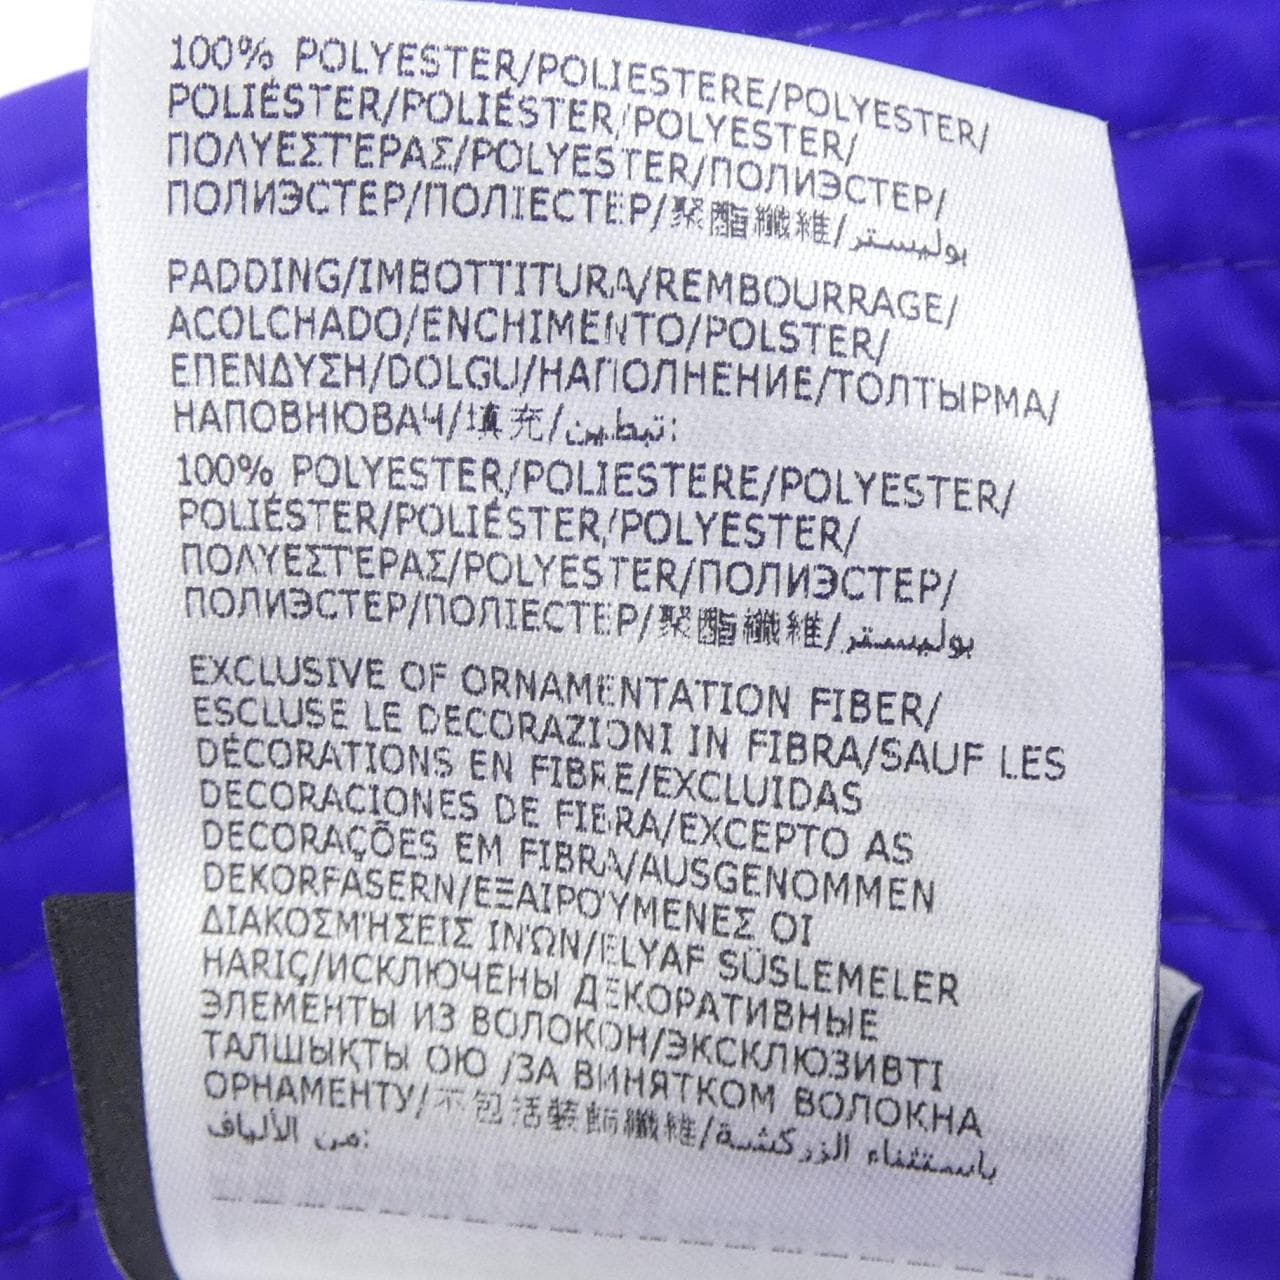 100% POLYESTER/POLIESTERE/POLYESTER/
POLIÉSTER/POLIÉSTER/POLYESTER/
ΠΟΛΥΕΣΤΕΡΑΣ/POLYESTER/ПОЛИЭСТЕР/
ПОЛИЭСТЕР/ПОЛІЕСТЕР/聚酯纖維/بوليستر
PADDING/IMBOTTITURA/REMBOURRAGE/
ACOLCHADO/ENCHIMENTO/POLSTER/
ΕΠΕΝΔΥΣΗ/DOLGU/НАПОЛНЕНИЕ/ТОЛТЫРМА/
НАПОВНЮВАЧ/填充/تبطين:
100% POLYESTER/POLIESTERE/POLYESTER/
POLIÉSTER/POLIÉSTER/POLYESTER/
ΠΟΛΥΕΣΤΕΡΑΣ/POLYESTER/ПОЛИЭСТЕР/
ПОЛИЭСТЕР/ПОЛІЕСТЕР/聚酯纖維/بوليستر
EXCLUSIVE OF ORNAMENTATION FIBER/
ESCLUSE LE DECORAZIONI IN FIBRA/SAUF LES
DÉCORATIONS EN FIBRE/EXCLUIDAS
DECORACIONES DE FIBRA/EXCEPTO AS
DECORAÇÕES EM FIBRA/AUSGENOMMEN
DEKORFASERN/ΕΞΑΙΡΟΎΜΕΝΕΣ ΟΙ
ΔΙΑΚΟΣΜΉΣΕΙΣ ΙΝΏΝ/ELYAF SÜSLEMELER
HARIÇ/ИСКЛЮЧЕНЫ ДЕКОРАТИВНЫЕ
ЭЛЕМЕНТЫ ИЗ ВОЛОКОН/ЭКСКЛЮЗИВТІ
ТАЛШЫҚТЫ ОЮ /ЗА ВИНЯТКОМ ВОЛОКНА
ОРНАМЕНТУ/不包括裝飾纖維/باستثناء الزركشة
من الألياف: